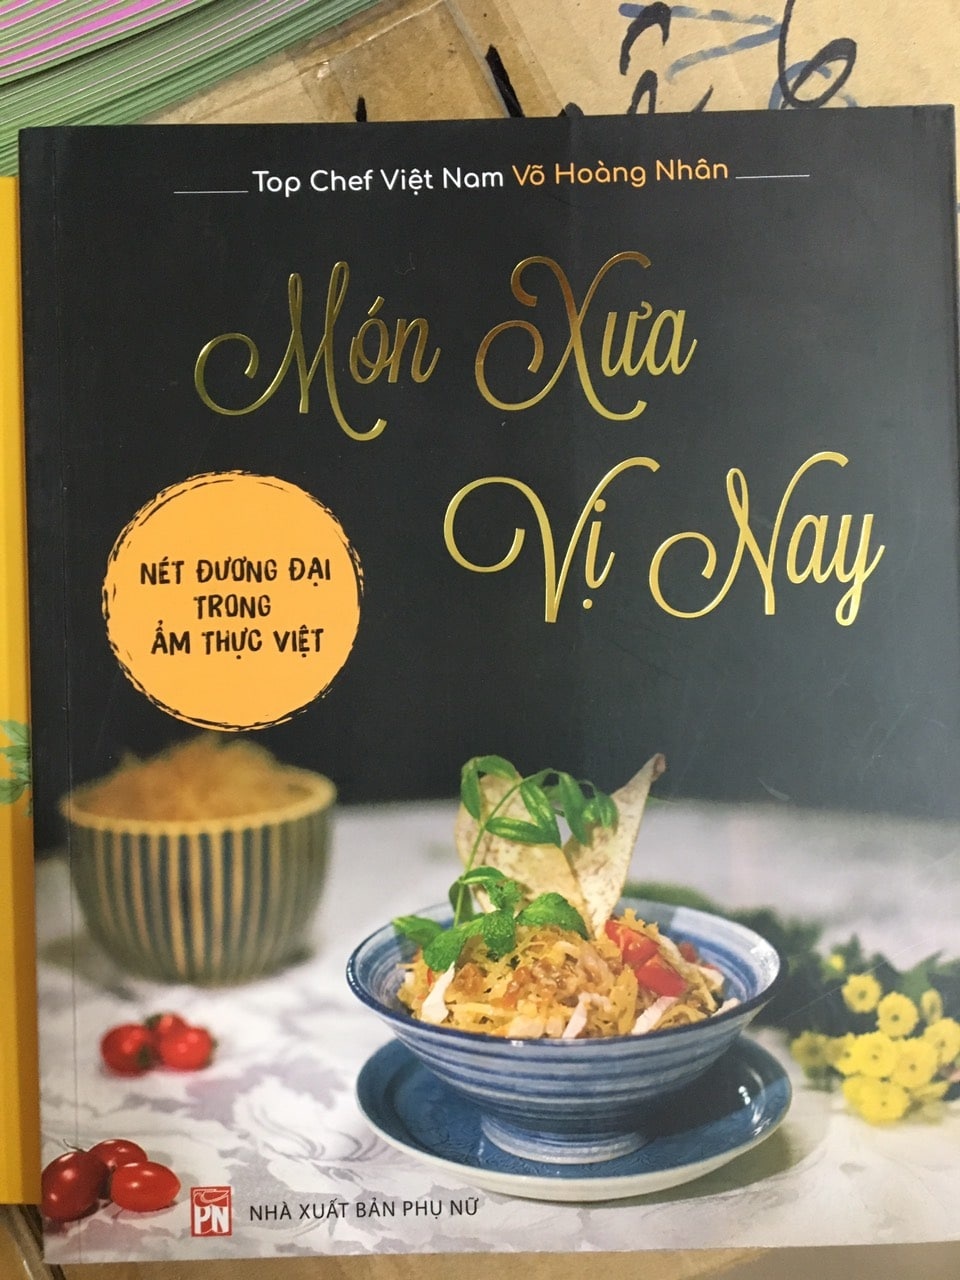 Top Chef Việt Nam Võ Hoàng Nhân
Món Xưa
Vị Nay
NÉT ĐƯƠNG ĐẠI
TRONG
ẨM THỰC VIỆT
PN
NHÀ XUẤT BẢN PHỤ NỮ